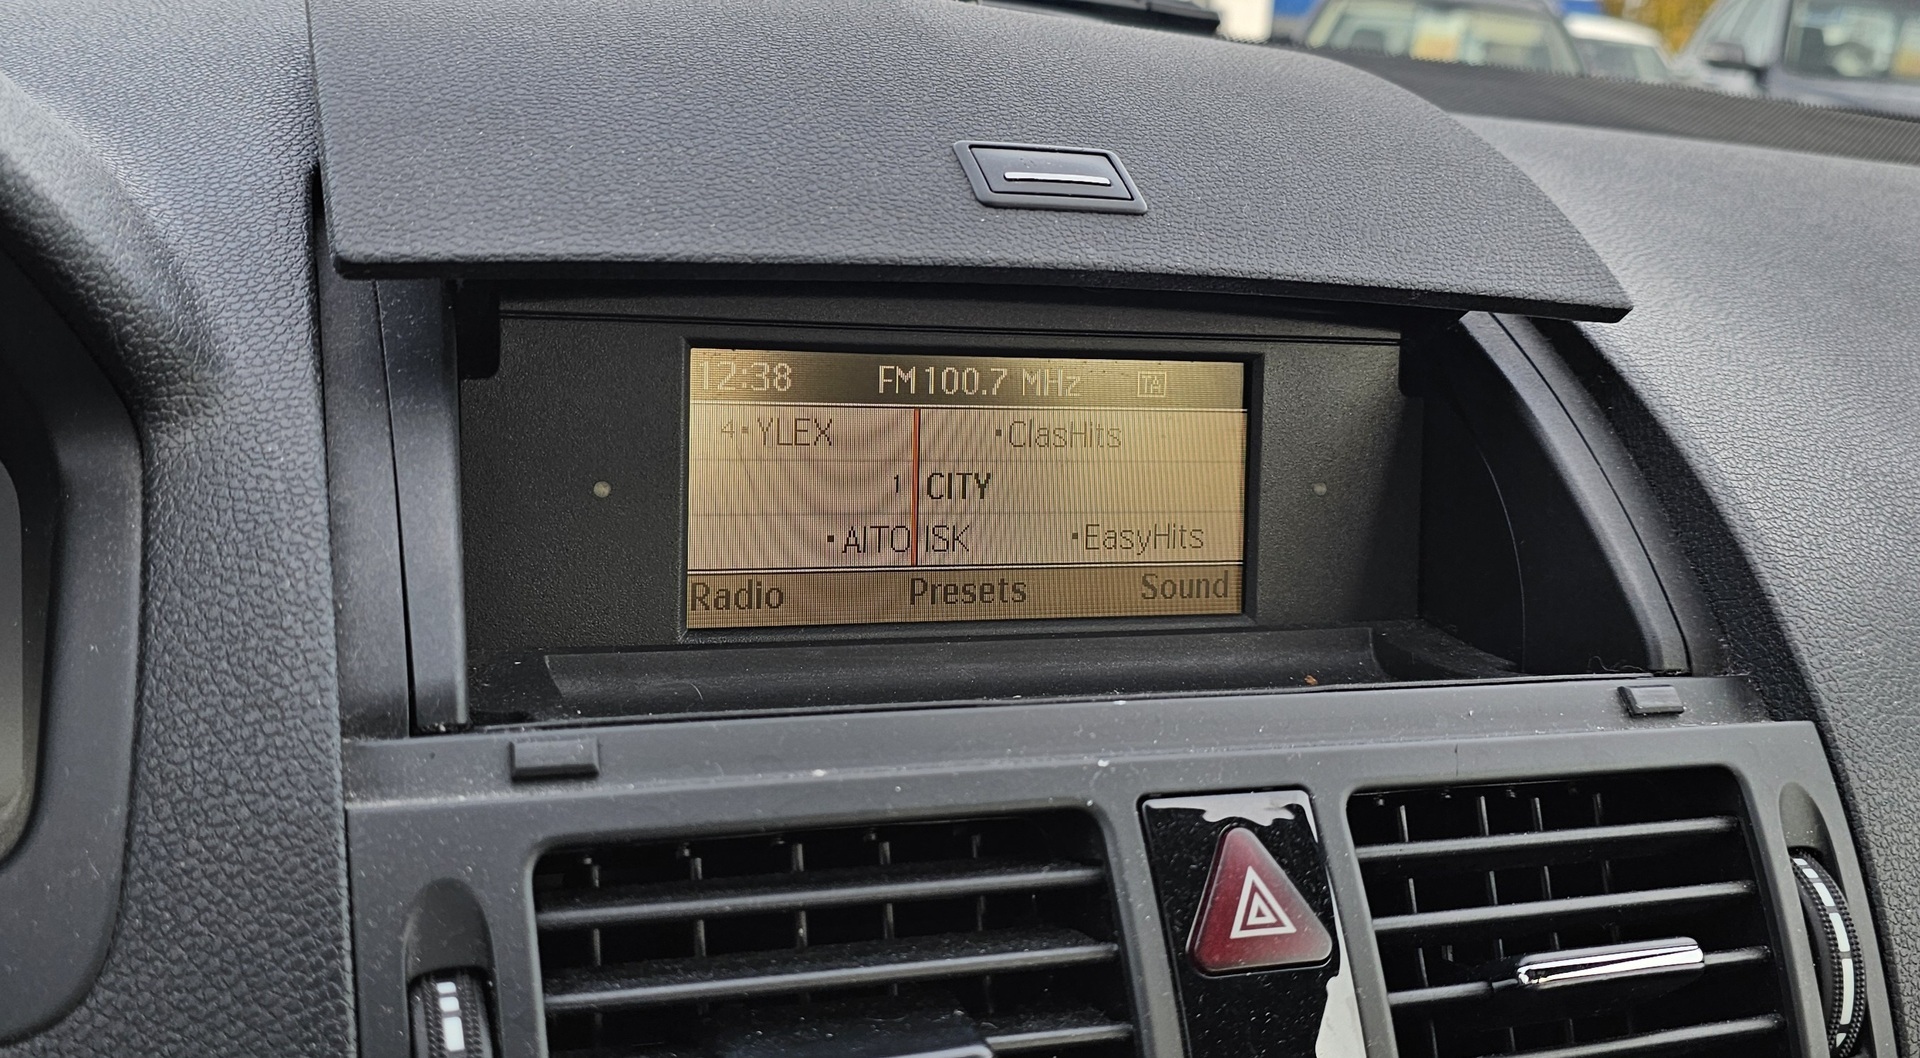 12:38 FM 100.7 MHz TA
4·YLEX ·ClasHits
1 CITY
·AITO ISK ·EasyHits
Radio Presets Sound